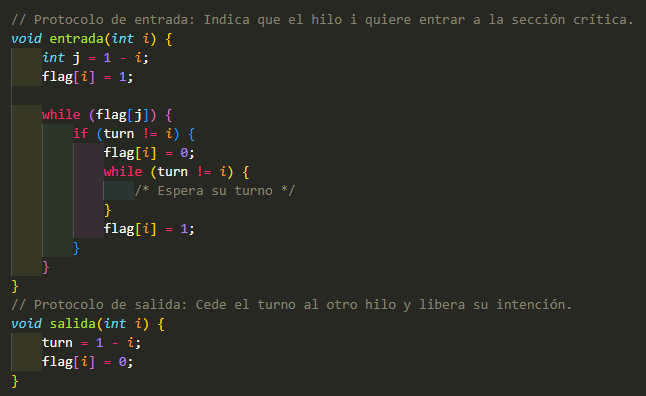 // Protocolo de entrada: Indica que el hilo i quiere entrar a la sección crítica.
void entrada(int i) {
    int j = 1 - i;
    flag[i] = 1;

    while (flag[j]) {
        if (turn != i) {
            flag[i] = 0;
            while (turn != i) {
                /* Espera su turno */
            }
            flag[i] = 1;
        }
    }
}
// Protocolo de salida: Cede el turno al otro hilo y libera su intención.
void salida(int i) {
    turn = 1 - i;
    flag[i] = 0;
}